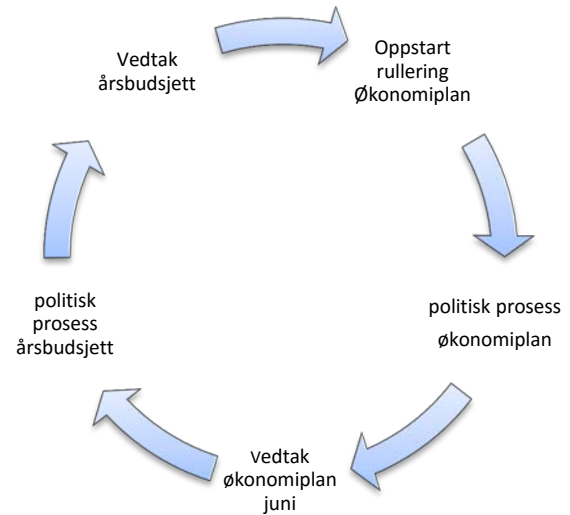 Vedtak
årsbudsjett
Oppstart
rullering
Økonomiplan
politisk prosess
økonomiplan
Vedtak
økonomiplan
juni
politisk
prosess
årsbudsjett